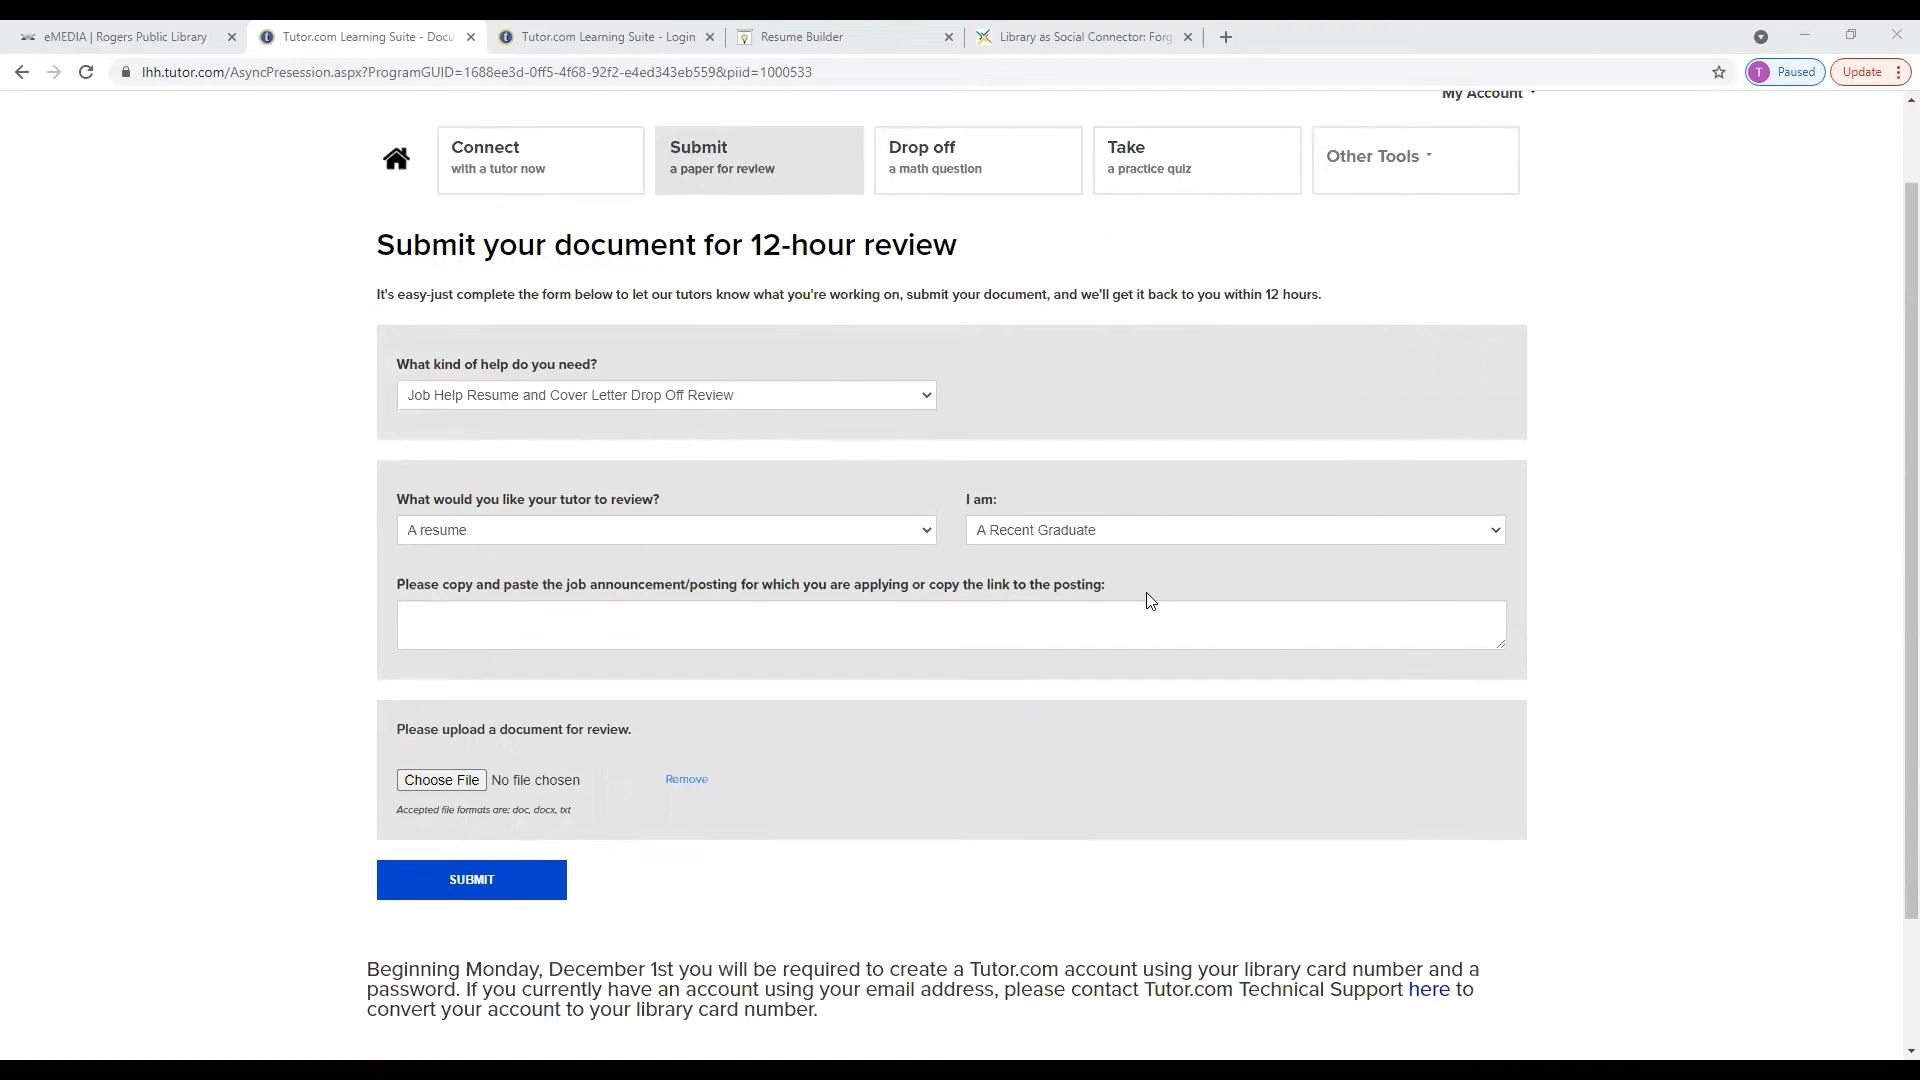 eMEDIA | Rogers Public Library
Tutor.com Learning Suite - Docu
Tutor.com Learning Suite - Login
Resume Builder
Library as Social Connector: Forg
lhh.tutor.com/AsyncPresession.aspx?ProgramGUID=1688ee3d-0ff5-4f68-92f2-e4ed343eb559&piid=1000533
T Paused
Update
My Account
Connect
with a tutor now
Submit
a paper for review
Drop off
a math question
Take
a practice quiz
Other Tools
Submit your document for 12-hour review
It's easy-just complete the form below to let our tutors know what you're working on, submit your document, and we'll get it back to you within 12 hours.
What kind of help do you need?
Job Help Resume and Cover Letter Drop Off Review
What would you like your tutor to review?
I am:
A resume
A Recent Graduate
Please copy and paste the job announcement/posting for which you are applying or copy the link to the posting:
Please upload a document for review.
Choose File No file chosen
Remove
Accepted file formats are: doc, docx, txt
SUBMIT
Beginning Monday, December 1st you will be required to create a Tutor.com account using your library card number and a
password. If you currently have an account using your email address, please contact Tutor.com Technical Support here to
convert your account to your library card number.